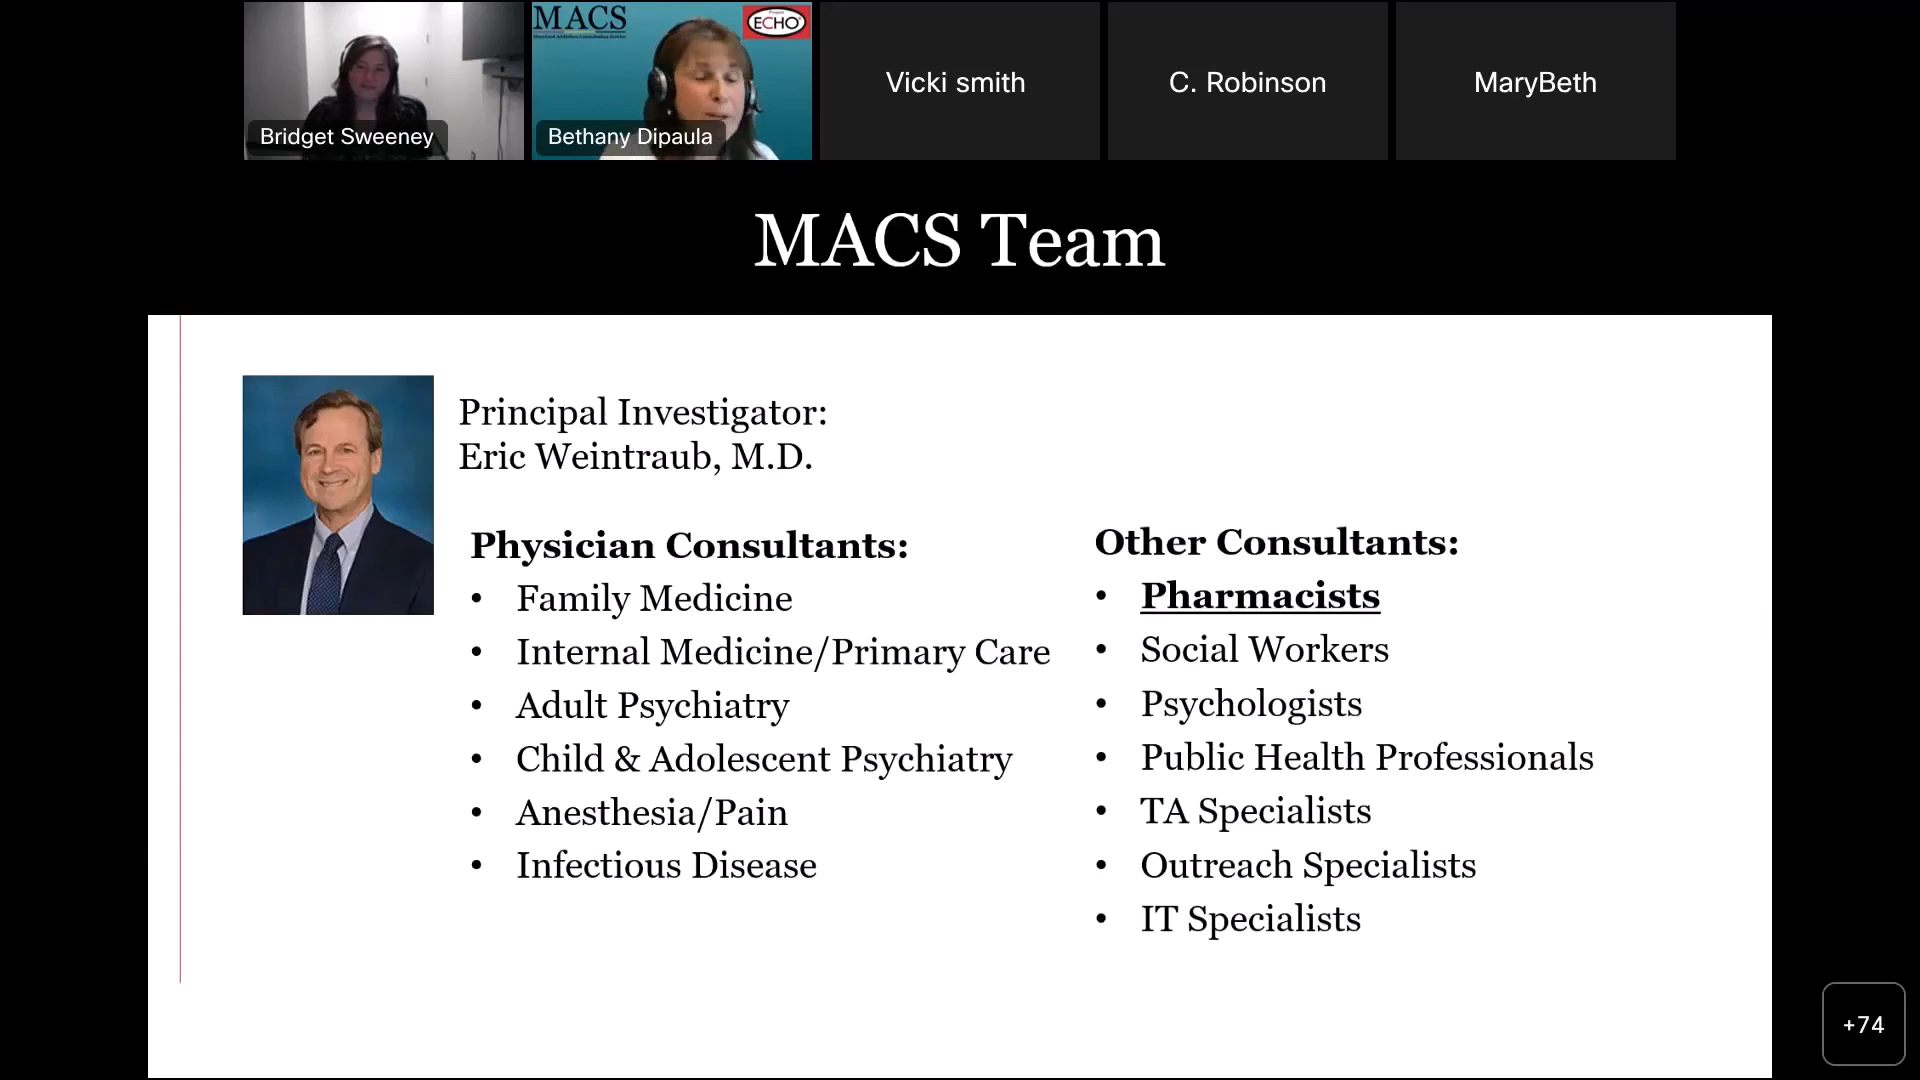 MACS
Maryland Addiction Consultation Service
Project
ECHO
Bridget Sweeney
Bethany Dipaula
Vicki smith
C. Robinson
MaryBeth
MACS Team
Principal Investigator:
Eric Weintraub, M.D.
Physician Consultants:
• Family Medicine
• Internal Medicine/Primary Care
• Adult Psychiatry
• Child & Adolescent Psychiatry
• Anesthesia/Pain
• Infectious Disease
Other Consultants:
• Pharmacists
• Social Workers
• Psychologists
• Public Health Professionals
• TA Specialists
• Outreach Specialists
• IT Specialists
+74